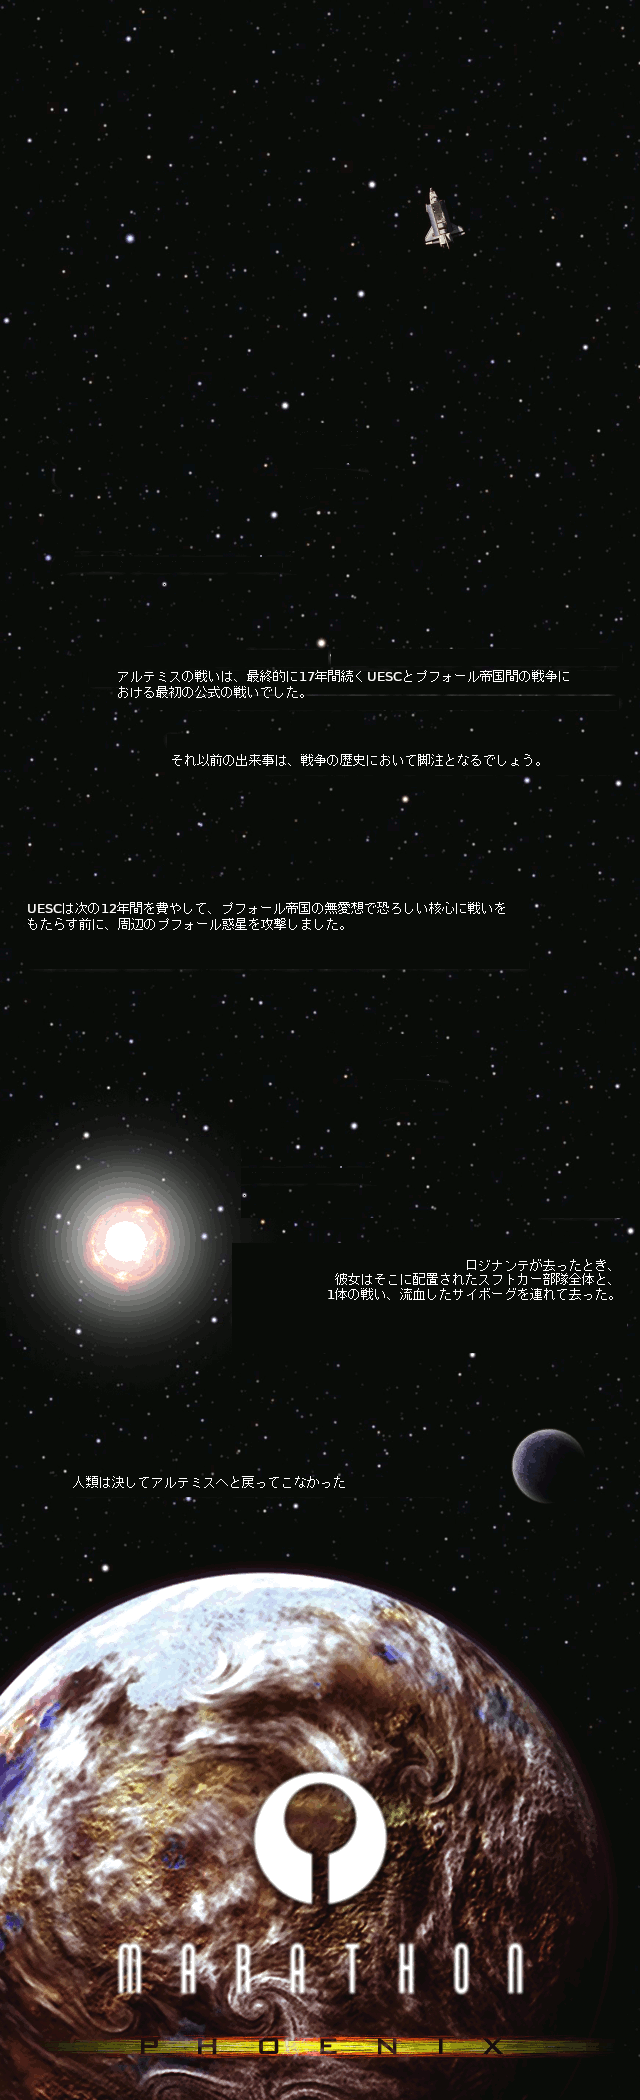 アルテミスの戦いは、最終的に17年間続くUESCとプフォール帝国間の戦争に
おける最初の公式の戦いでした。
それ以前の出来事は、戦争の歴史において脚注となるでしょう。
UESCは次の12年間を費やして、プフォール帝国の無愛想で恐ろしい核心に戦いを
もたらす前に、周辺のプフォール惑星を攻撃しました。
ロジナンテが去ったとき、
彼女はそこに配置されたスフトカー部隊全体と、
1体の戦い、流血したサイボーグを連れて去った。
人類は決してアルテミスへと戻ってこなかった
MARATHON
PHOENIX